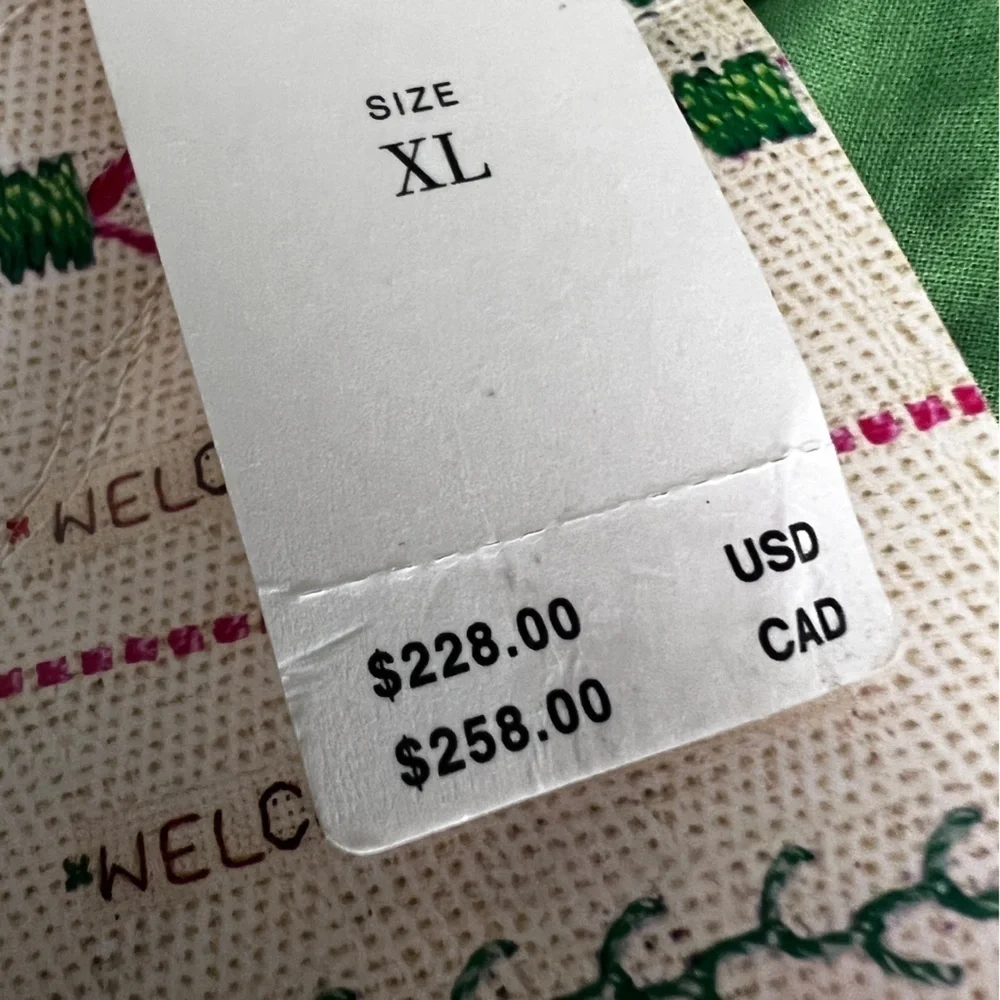 SIZE
XL
WELC
$228.00 USD
$258.00 CAD
WELC